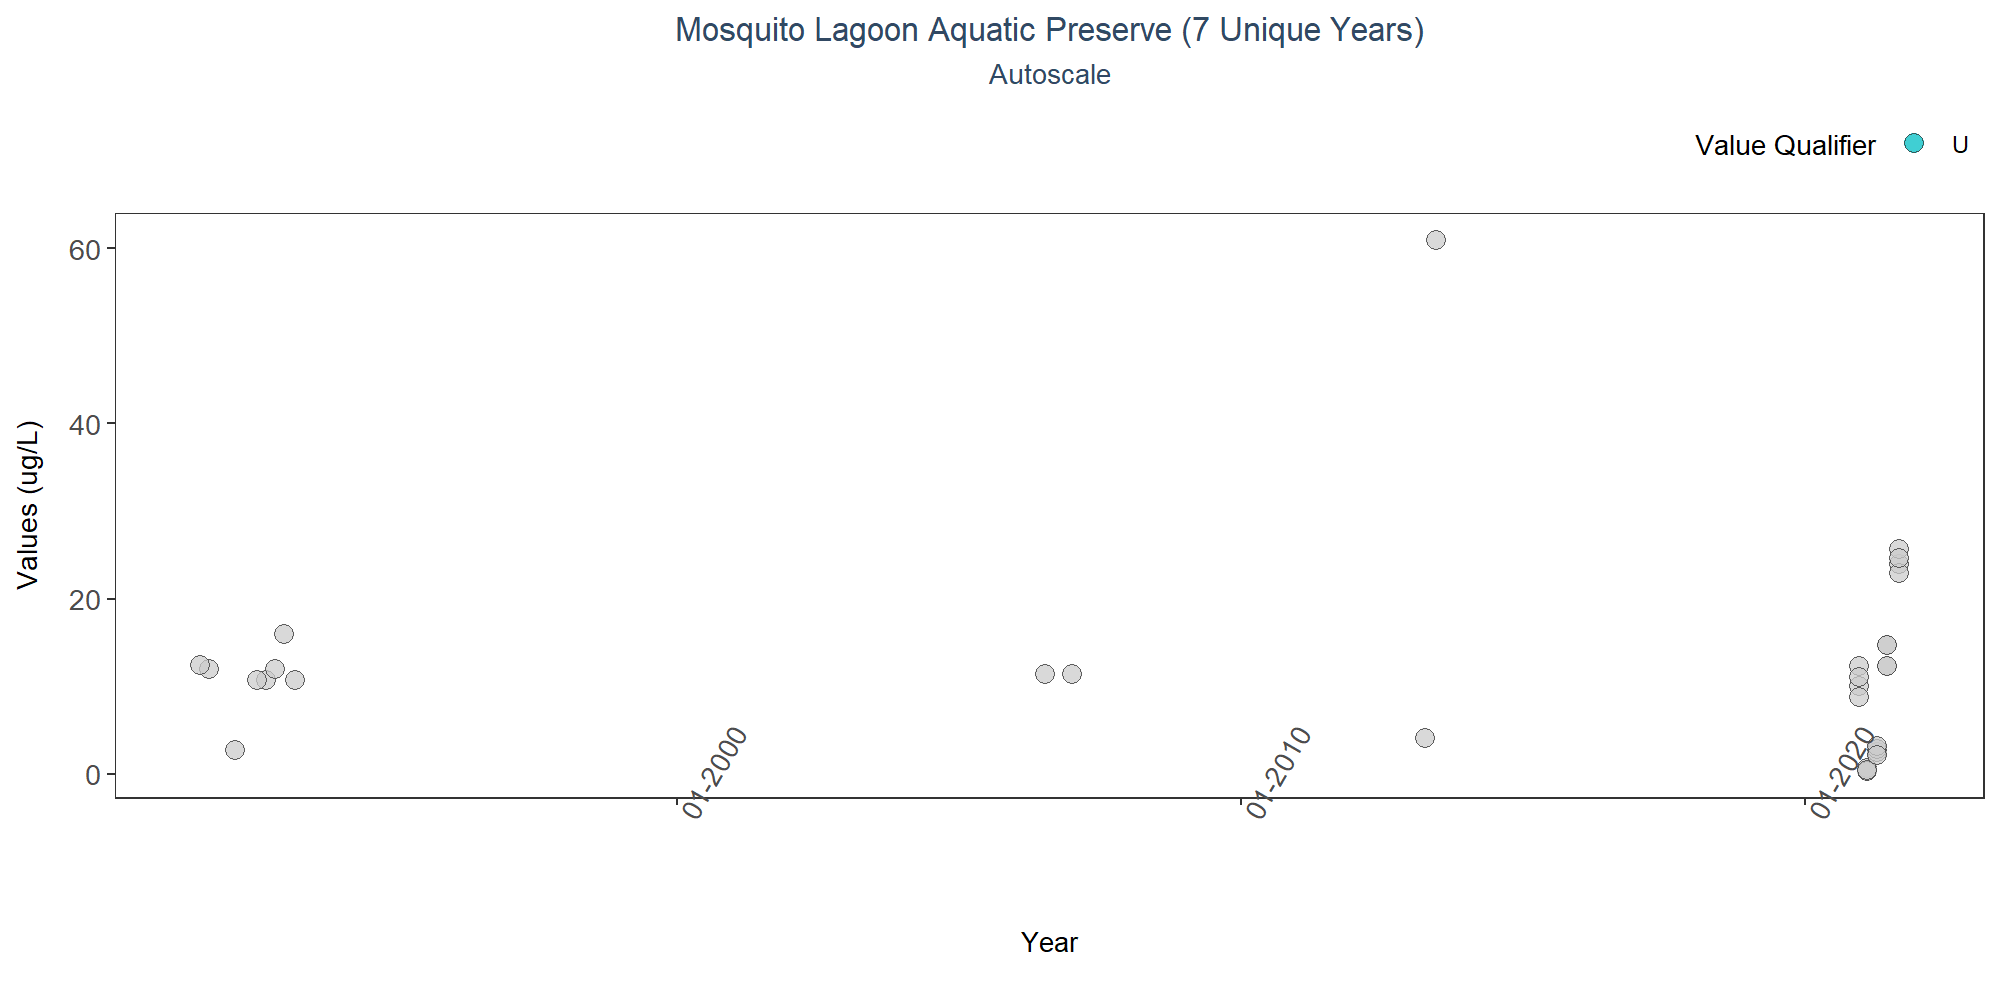 Mosquito Lagoon Aquatic Preserve (7 Unique Years)
Autoscale
Value Qualifier U
Values (ug/L)
60
40
20
0
01-2000
01-2010
01-2020
Year